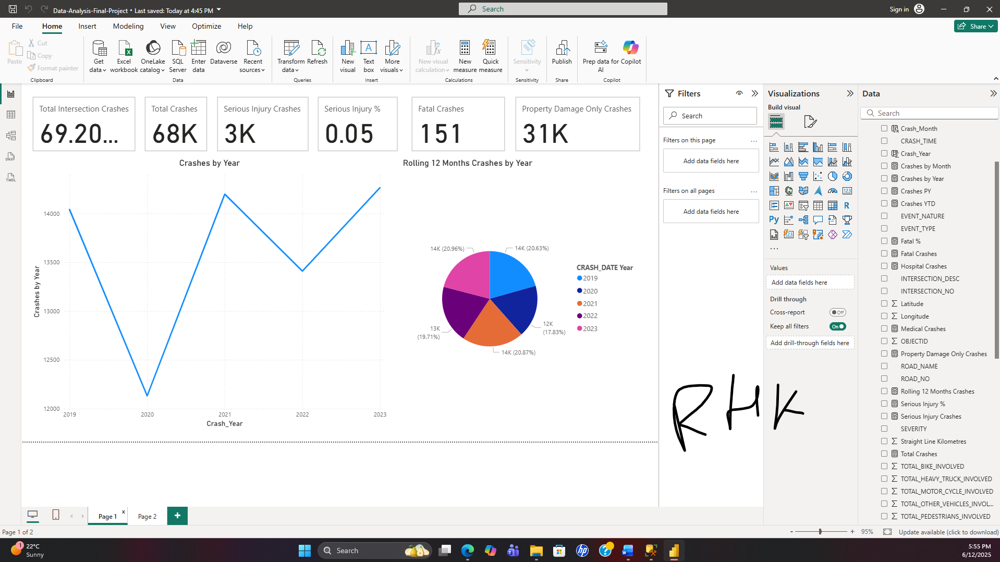 Data-Analysis-Final-Project • Last saved: Today at 4:45 PM
Search
Sign in
File Home Insert Modeling View Optimize Help
Share
Paste
Cut
Copy
Format painter
Clipboard
Get data
Excel workbook
OneLake catalog
SQL Server
Enter data
Dataverse
Recent sources
Data
Transform data
Refresh
Queries
New visual
Text box
More visuals
Insert
New visual calculation
New measure
Quick measure
Calculations
Sensitivity
Sensitivity
Publish
Share
Prep data for AI
Copilot
Copilot
DAX
TMDL
Total Intersection Crashes
69.20...
Total Crashes
68K
Serious Injury Crashes
3K
Serious Injury %
0.05
Fatal Crashes
151
Property Damage Only Crashes
31K
Crashes by Year
14000
13500
13000
12500
12000
Crashes by Year
2019 2020 2021 2022 2023
Crash_Year
Rolling 12 Months Crashes by Year
14K (20.96%)
14K (20.63%)
13K
(19.71%)
12K
(17.83%)
14K (20.87%)
CRASH_DATE Year
2019
2020
2021
2022
2023
RHK
Filters
Search
Filters on this page
...
Add data fields here
Filters on all pages
...
Add data fields here
Visualizations
Build visual
123
R
Py
123
...
Values
Add data fields here
Drill through
Cross-report
Off
Keep all filters
On
Add drill-through fields here
Data
Search
Crash_Month
CRASH_TIME
Crash_Year
Crashes by Month
Crashes by Year
Crashes PY
Crashes YTD
EVENT_NATURE
EVENT_TYPE
Fatal %
Fatal Crashes
Hospital Crashes
INTERSECTION_DESC
INTERSECTION_NO
Latitude
Longitude
Medical Crashes
OBJECTID
Property Damage Only Crashes
ROAD_NAME
ROAD_NO
Rolling 12 Months Crashes
Serious Injury %
Serious Injury Crashes
SEVERITY
Straight Line Kilometres
Total Crashes
TOTAL_BIKE_INVOLVED
TOTAL_HEAVY_TRUCK_INVOLVED
TOTAL_MOTOR_CYCLE_INVOLVED
TOTAL_OTHER_VEHICLES_INVOL...
TOTAL_PEDESTRIANS_INVOLVED
Page 1
x
Page 2
+
Page 1 of 2
- + 95%
Update available (click to download)
1
22°C
Sunny
Search
5:55 PM
6/12/2025